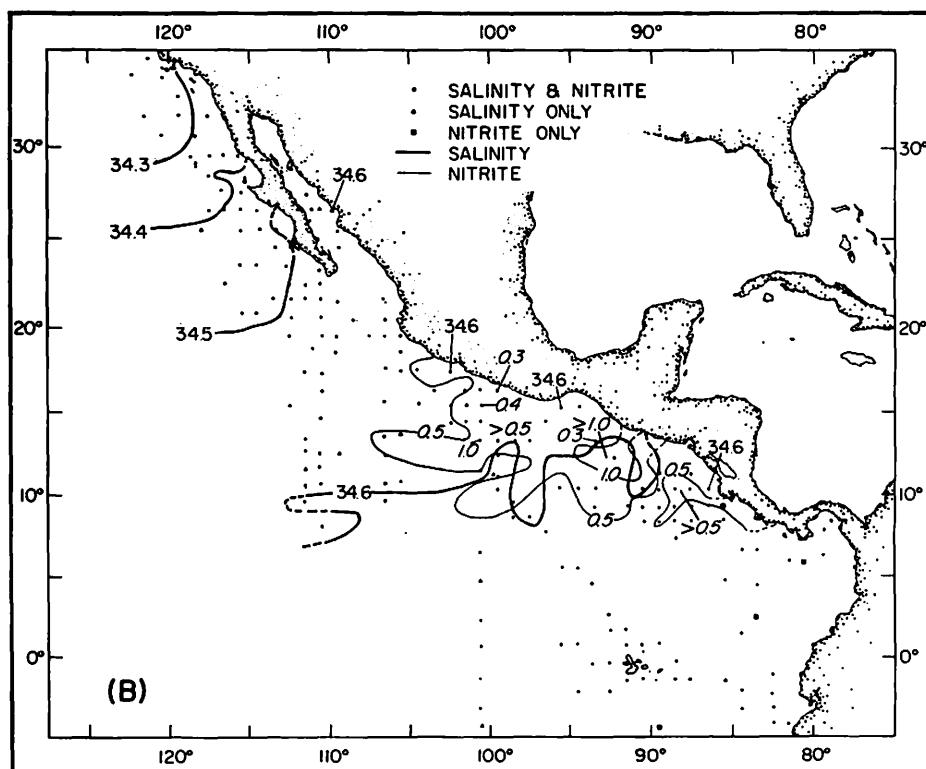 120° 110° 100° 90° 80°
SALINITY & NITRITE
SALINITY ONLY
NITRITE ONLY
SALINITY
NITRITE
30° 30°
34.3
34.6
34.4
34.5
20° 20°
34.6
0.3
34.6
0.4
0.5 1.0 >0.5 >1.0
0.3
34.6
1.0 0.5
34.6
10° 10°
0.5 >0.5
0° 0°
(B)
120° 110° 100° 90° 80°